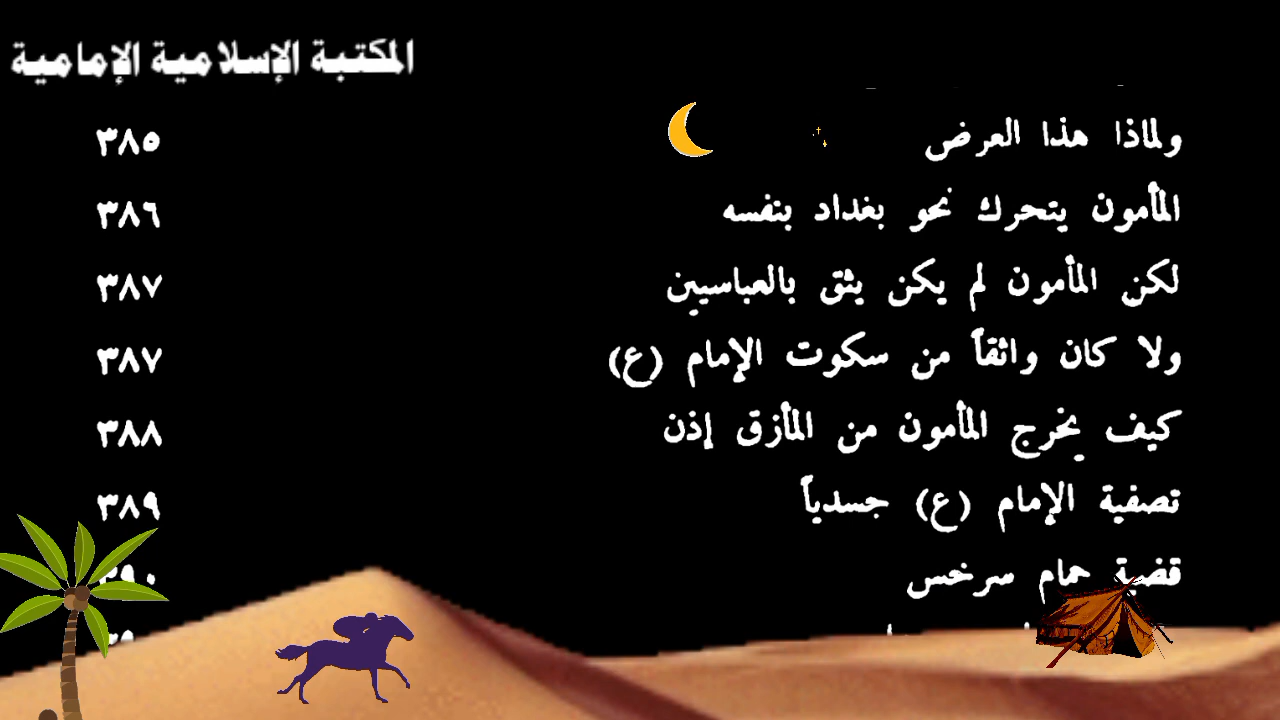 المكتبة الإسلامية الإمامية
ولماذا هذا العرض ٣٨٥
المأمون يتحرك نحو بغداد بنفسه ٣٨٦
لكن المأمون لم يكن يثق بالعباسيين ٣٨٧
ولا كان واثقاً من سكوت الإمام (ع) ٣٨٧
كيف يخرج المأمون من المأزق إذن ٣٨٨
تصفية الإمام (ع) جسدياً ٣٨٩
قضية حمام سرخس ٣٩٠